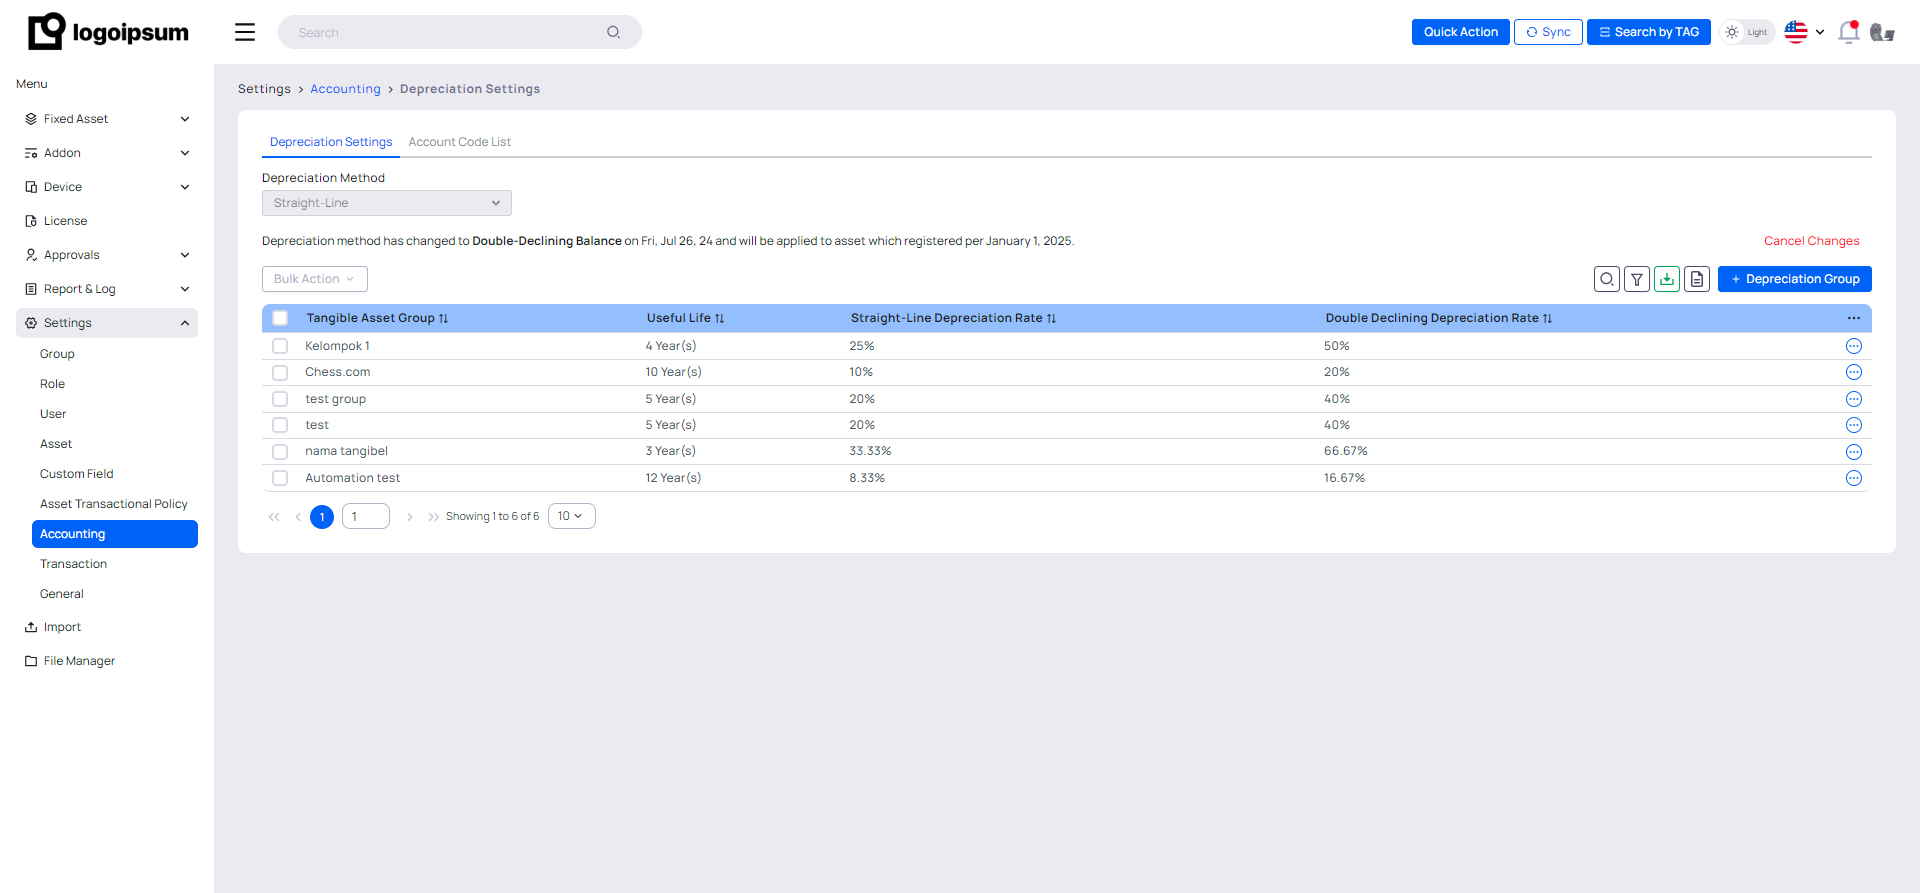 logoipsum
Search
Quick Action
Sync
Search by TAG
Light
Menu
Fixed Asset
Addon
Device
License
Approvals
Report & Log
Settings
Group
Role
User
Asset
Custom Field
Asset Transactional Policy
Accounting
Transaction
General
Import
File Manager
Settings > Accounting > Depreciation Settings
Depreciation Settings
Account Code List
Depreciation Method
Straight-Line
Depreciation method has changed to Double-Declining Balance on Fri, Jul 26, 24 and will be applied to asset which registered per January 1, 2025.
Cancel Changes
Bulk Action
+ Depreciation Group
Tangible Asset Group Useful Life Straight-Line Depreciation Rate Double Declining Depreciation Rate ...
Kelompok 1 4 Year(s) 25% 50%
Chess.com 10 Year(s) 10% 20%
test group 5 Year(s) 20% 40%
test 5 Year(s) 20% 40%
nama tangibel 3 Year(s) 33.33% 66.67%
Automation test 12 Year(s) 8.33% 16.67%
1 1 Showing 1 to 6 of 6 10